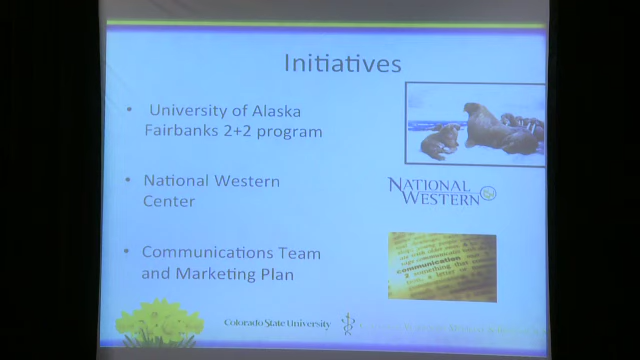 Initiatives
• University of Alaska
Fairbanks 2+2 program
NATIONAL
WESTERN
• National Western
Center
communication
• Communications Team
and Marketing Plan
Colorado State University